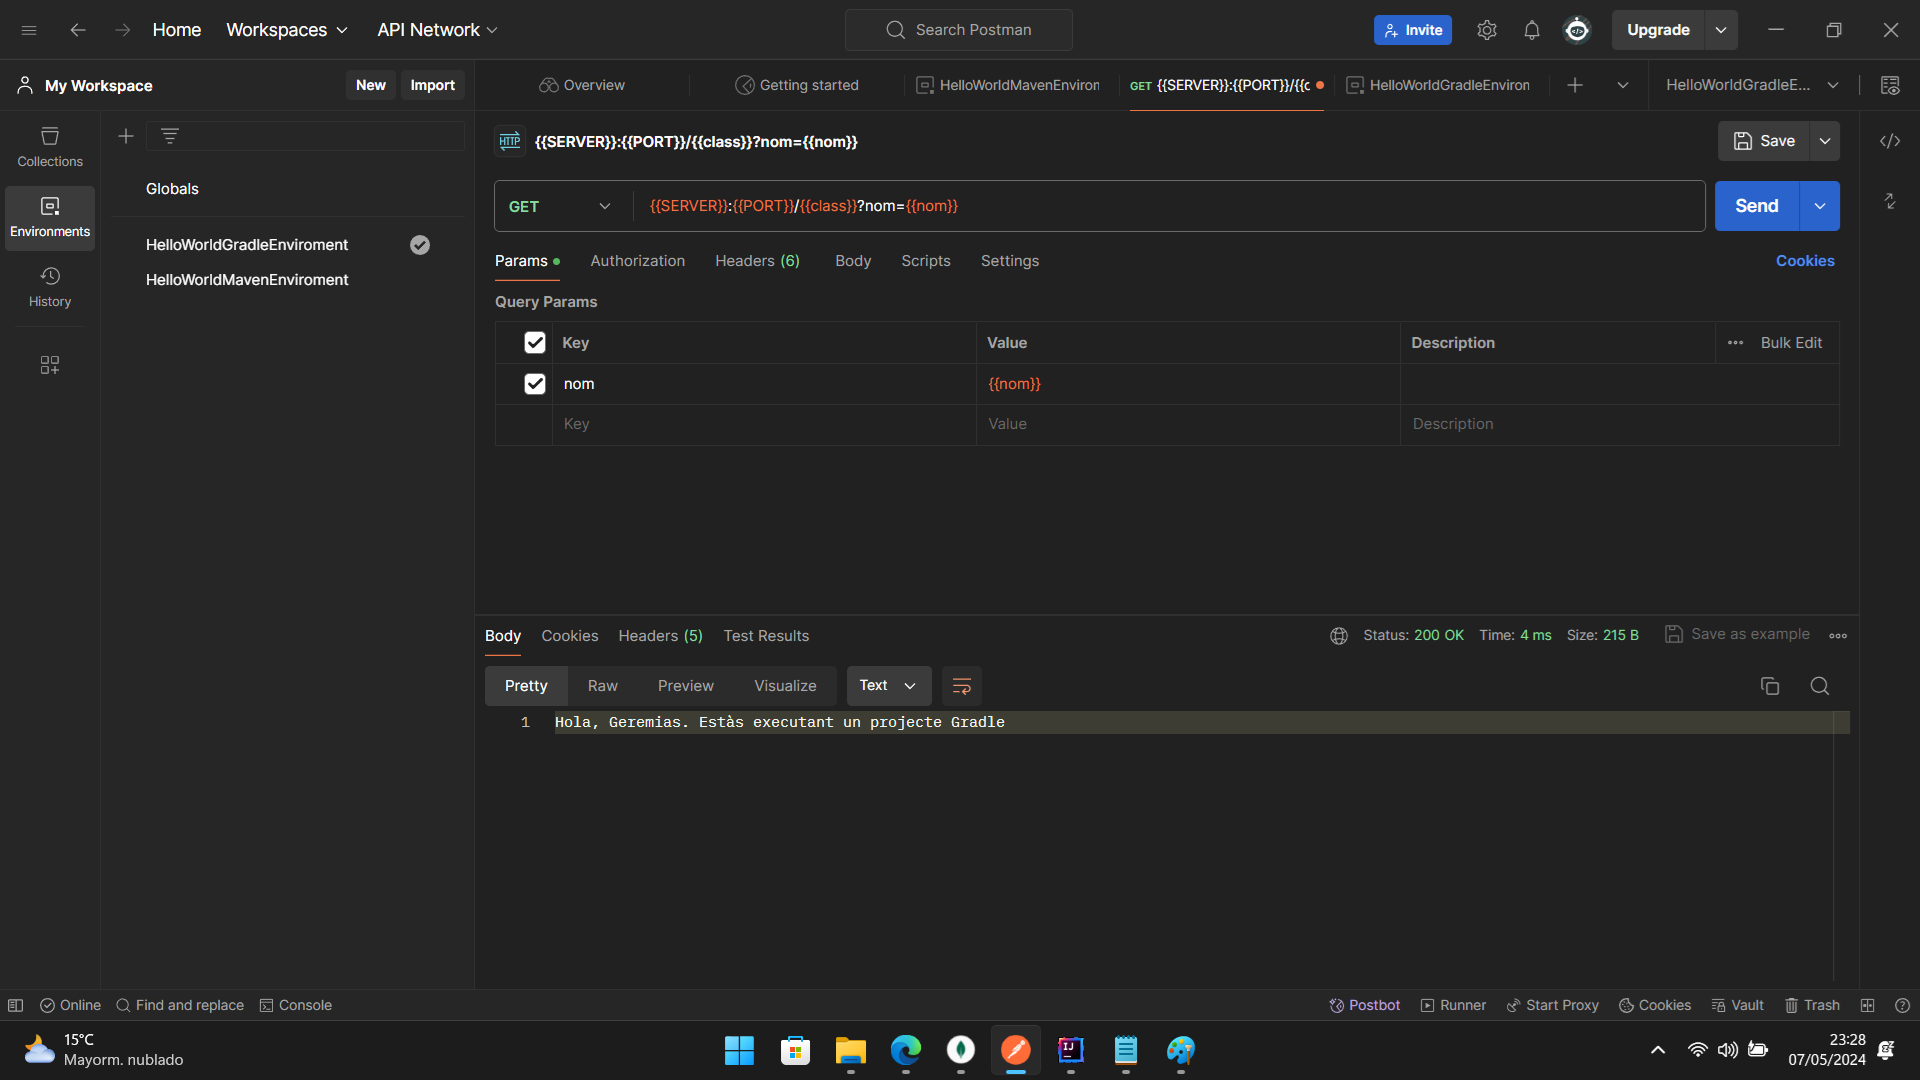 Home Workspaces API Network Search Postman Invite Upgrade
My Workspace New Import
Overview Getting started HelloWorldMavenEnviron GET {{SERVER}}:{{PORT}}/{{c HelloWorldGradleEnviron HelloWorldGradleE...
Collections
Environments
History
Globals
HelloWorldGradleEnviroment
HelloWorldMavenEnviroment
HTTP {{SERVER}}:{{PORT}}/{{class}}?nom={{nom}} Save
GET {{SERVER}}:{{PORT}}/{{class}}?nom={{nom}} Send
Params Authorization Headers (6) Body Scripts Settings Cookies
Query Params
Key Value Description Bulk Edit
nom {{nom}}
Key Value Description
Body Cookies Headers (5) Test Results Status: 200 OK Time: 4 ms Size: 215 B Save as example
Pretty Raw Preview Visualize Text
1 Hola, Geremias. Estàs executant un projecte Gradle
Online Find and replace Console Postbot Runner Start Proxy Cookies Vault Trash
15°C
Mayorm. nublado
IJ
23:28
07/05/2024